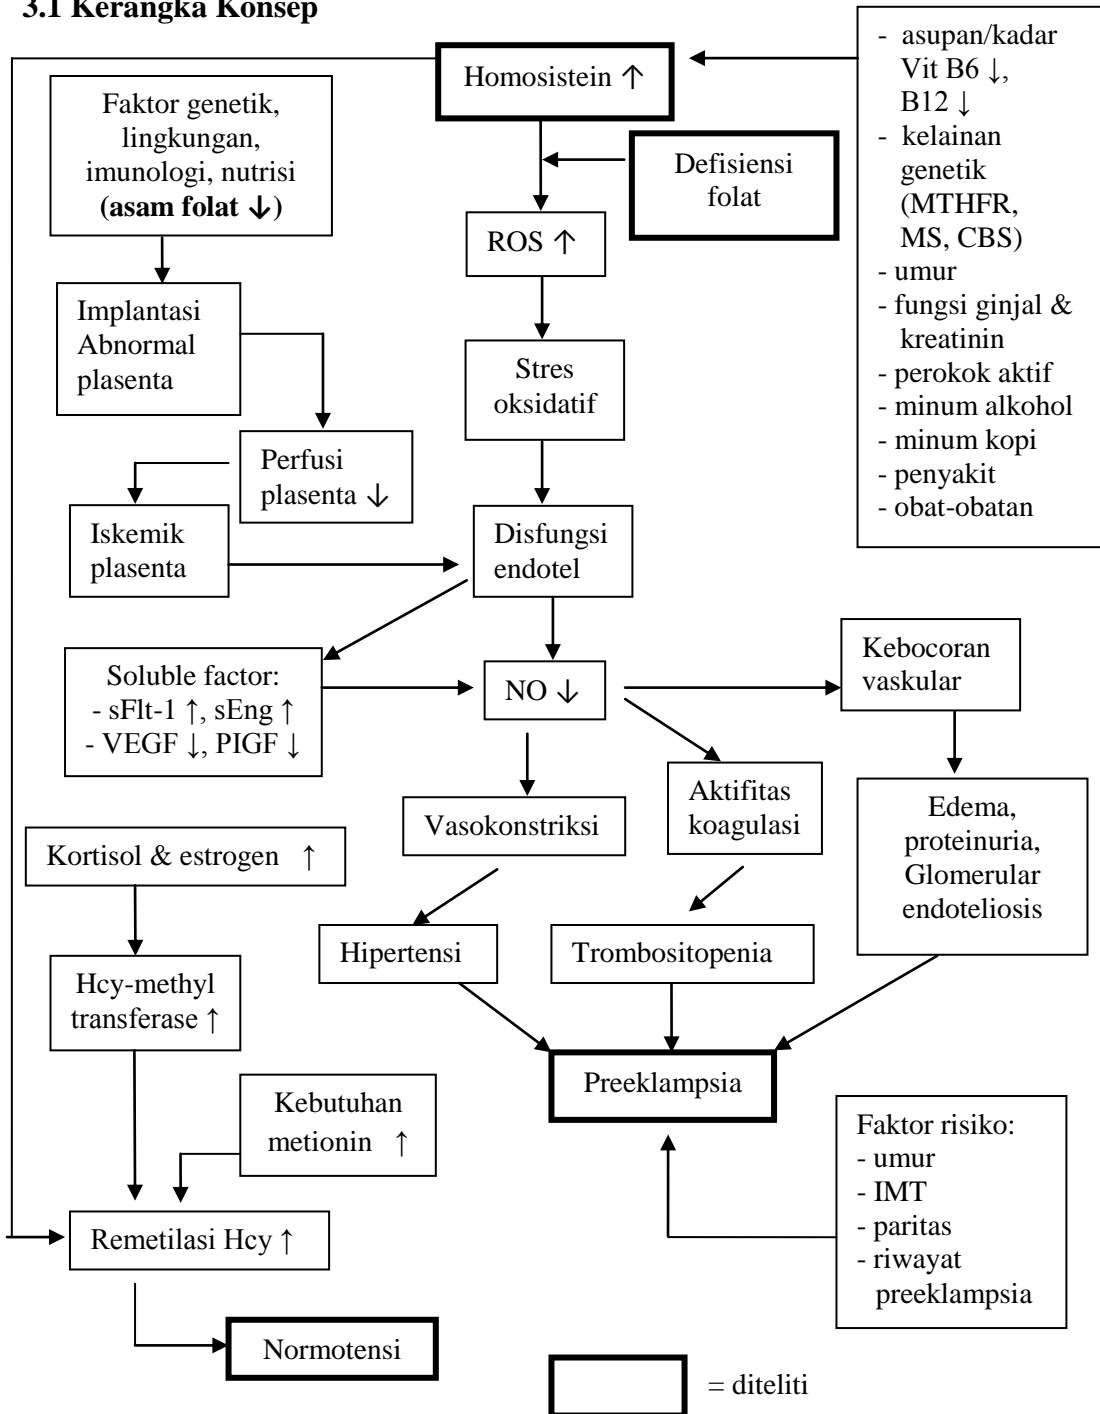 3.1 Kerangka Konsep
Homosistein ↑
- asupan/kadar
Vit B6 ↓,
B12 ↓
- kelainan
genetik
(MTHFR,
MS, CBS)
- umur
- fungsi ginjal &
kreatinin
- perokok aktif
- minum alkohol
- minum kopi
- penyakit
- obat-obatan
Faktor genetik,
lingkungan,
imunologi, nutrisi
(asam folat ↓)
Defisiensi
folat
ROS ↑
Implantasi
Abnormal
plasenta
Stres
oksidatif
Perfusi
plasenta ↓
Iskemik
plasenta
Disfungsi
endotel
Soluble factor:
- sFlt-1 ↑, sEng ↑
- VEGF ↓, PIGF ↓
NO ↓
Kebocoran
vaskular
Vasokonstriksi
Aktifitas
koagulasi
Edema,
proteinuria,
Glomerular
endoteliosis
Kortisol & estrogen ↑
Hipertensi
Trombositopenia
Hcy-methyl
transferase ↑
Preeklampsia
Kebutuhan
metionin ↑
Faktor risiko:
- umur
- IMT
- paritas
- riwayat
preeklampsia
Remetilasi Hcy ↑
Normotensi
= diteliti